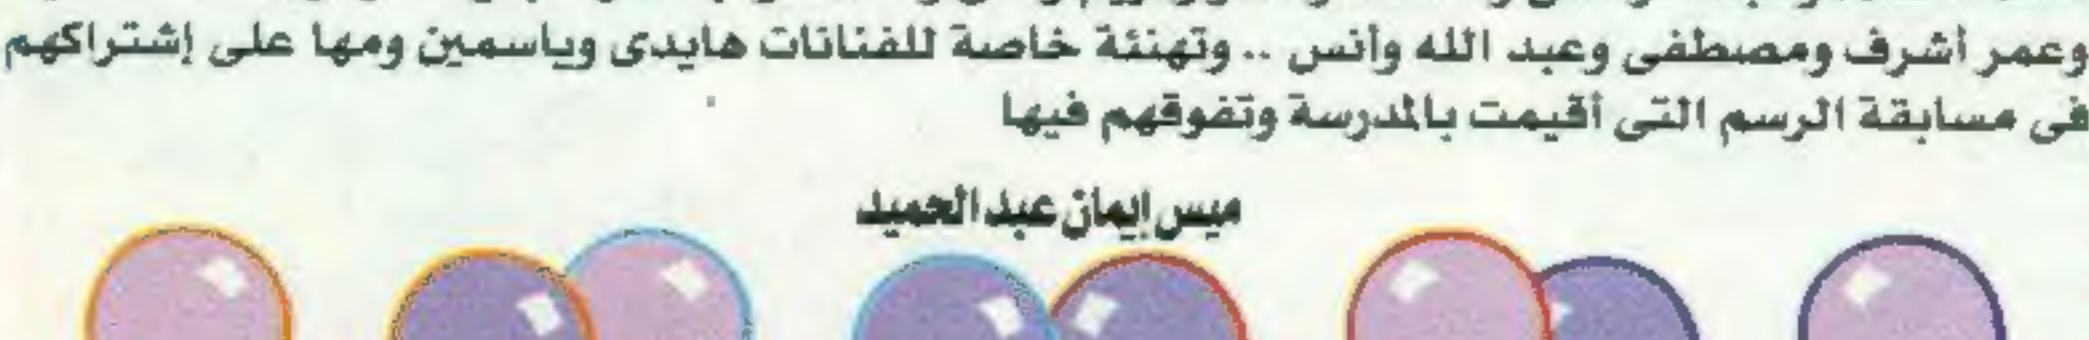 وعمر أشرف ومصطفى وعبد الله وأنس .. وتهنئة خاصة للفنانات هايدى وياسمين ومها على إشتراكهم
فى مسابقة الرسم التى أقيمت بالمدرسة وتفوقهم فيها
ميس إيمان عبد الحميد